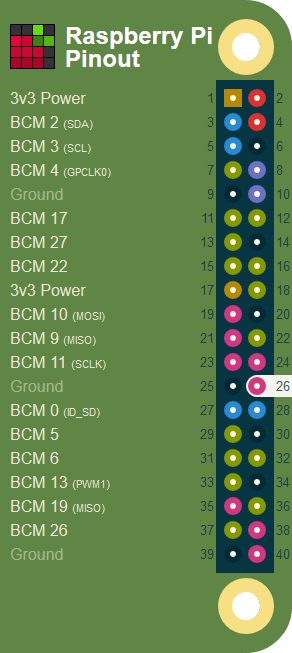 Raspberry Pi
Pinout
3v3 Power 1 2
BCM 2 (SDA) 3 4
BCM 3 (SCL) 5 6
BCM 4 (GPCLK0) 7 8
Ground 9 10
BCM 17 11 12
BCM 27 13 14
BCM 22 15 16
3v3 Power 17 18
BCM 10 (MOSI) 19 20
BCM 9 (MISO) 21 22
BCM 11 (SCLK) 23 24
Ground 25 26
BCM 0 (ID_SD) 27 28
BCM 5 29 30
BCM 6 31 32
BCM 13 (PWM1) 33 34
BCM 19 (MISO) 35 36
BCM 26 37 38
Ground 39 40